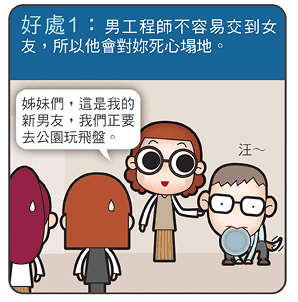 好處1：男工程師不容易交到女
友，所以他會對妳死心塌地。
姊妹們，這是我的
新男友，我們正要
去公園玩飛盤。
汪～